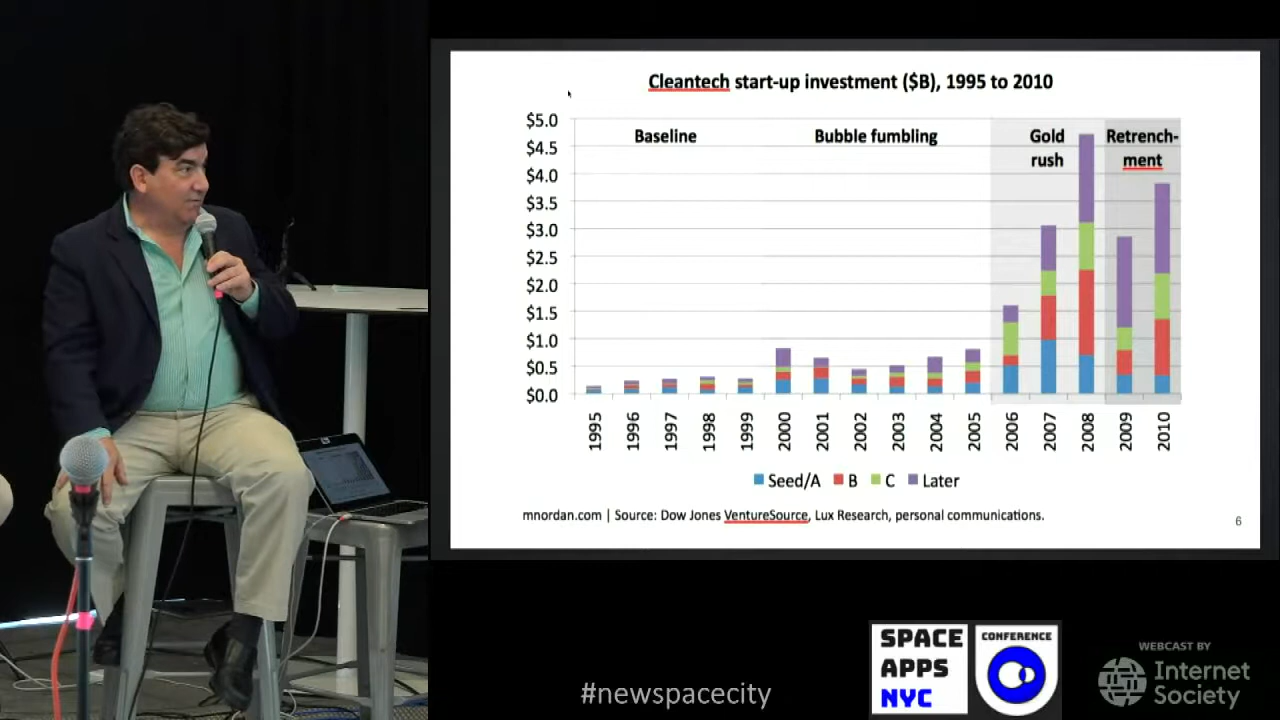 Cleantech start-up investment ($B), 1995 to 2010
$5.0
$4.5
$4.0
$3.5
$3.0
$2.5
$2.0
$1.5
$1.0
$0.5
$0.0
Baseline
Bubble fumbling
Gold
rush
Retrench-
ment
1995
1996
1997
1998
1999
2000
2001
2002
2003
2004
2005
2006
2007
2008
2009
2010
Seed/A
B
C
Later
mnordan.com | Source: Dow Jones VentureSource, Lux Research, personal communications.
6
#newspacecity
SPACE
APPS
NYC
CONFERENCE
WEBCAST BY
Internet
Society